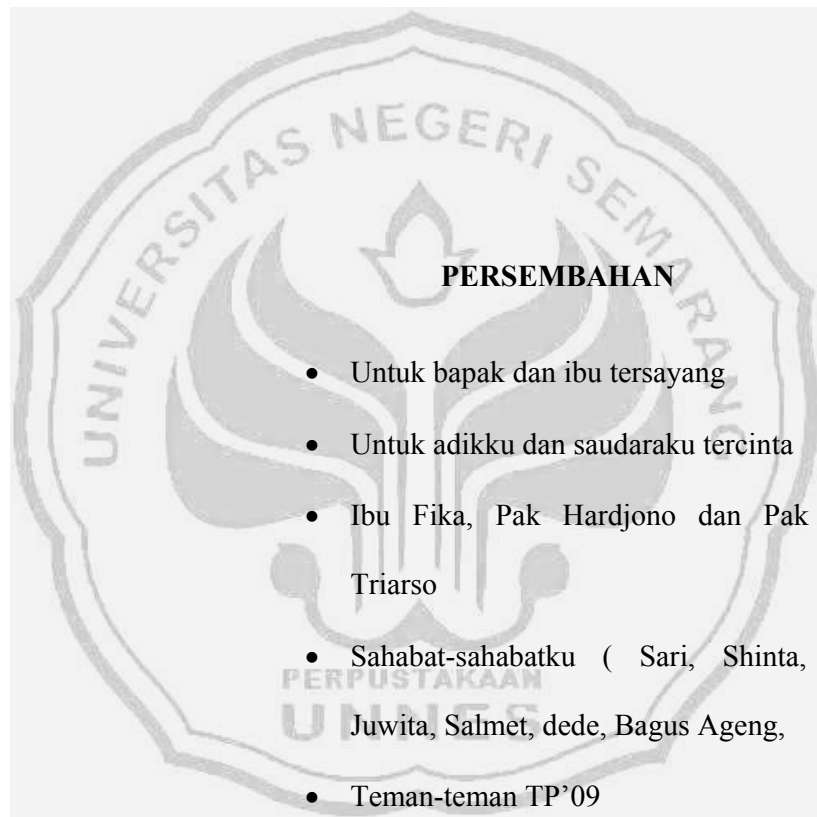 UNIVERSITAS NEGERI SEMARANG
PERSEMBAHAN
• Untuk bapak dan ibu tersayang
• Untuk adikku dan saudaraku tercinta
• Ibu Fika, Pak Hardjono dan Pak
Triarso
• Sahabat-sahabatku ( Sari, Shinta,
PERPUSTAKAAN
Juwita, Salmet, dede, Bagus Ageng,
UNNES
• Teman-teman TP’09